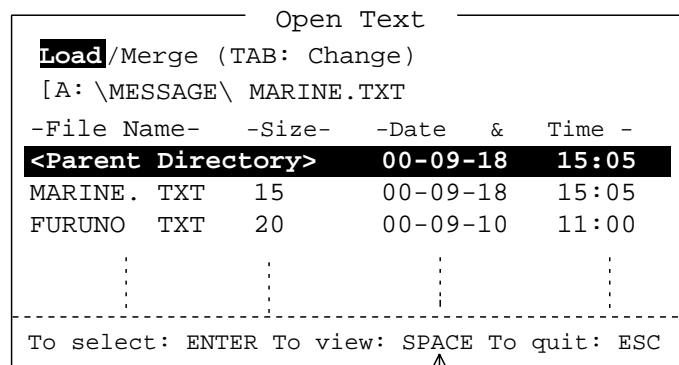 Open Text
Load/Merge (TAB: Change)
[A: \MESSAGE\ MARINE.TXT
-File Name- -Size- -Date & Time -
<Parent Directory> 00-09-18 15:05
MARINE. TXT 15 00-09-18 15:05
FURUNO TXT 20 00-09-10 11:00
To select: ENTER To view: SPACE To quit: ESC